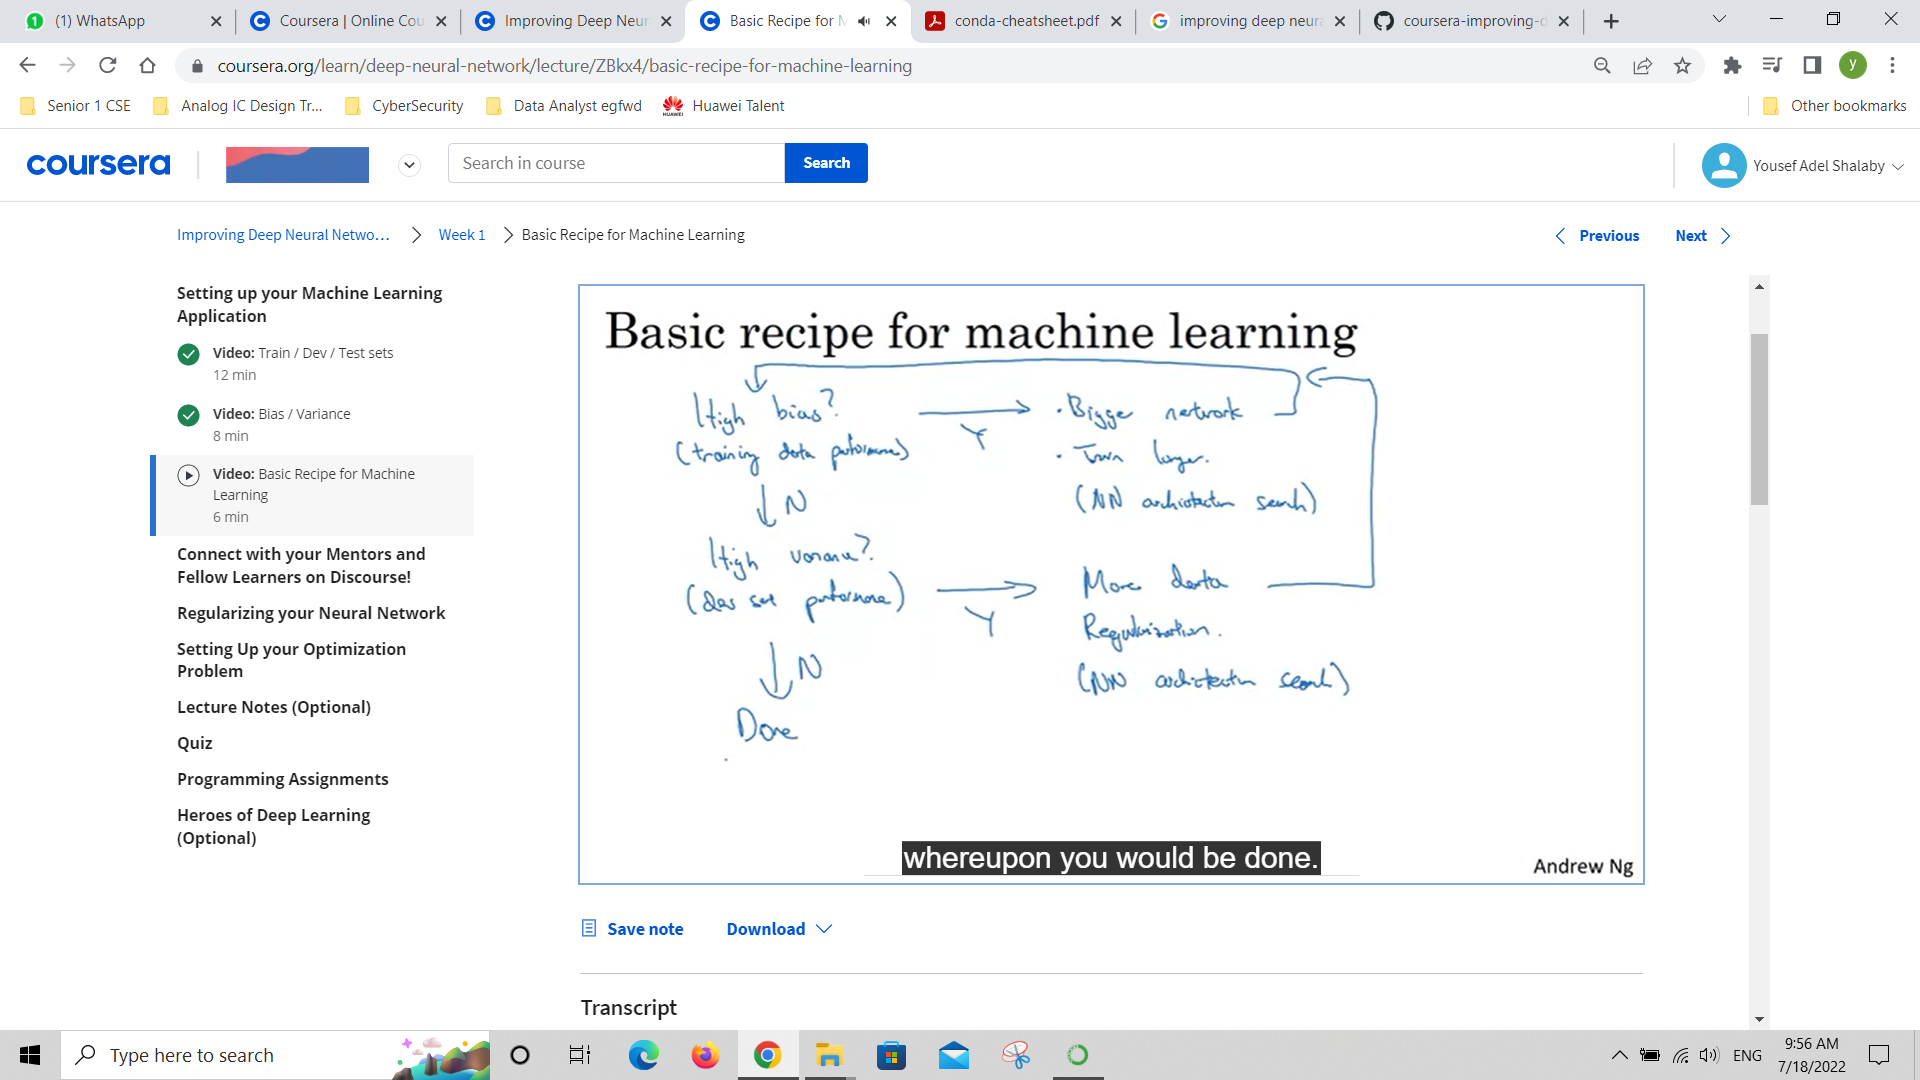 (1) WhatsApp
Coursera | Online Cou
Improving Deep Neur
Basic Recipe for M
conda-cheatsheet.pdf
improving deep neura
coursera-improving-d
coursera.org/learn/deep-neural-network/lecture/ZBkx4/basic-recipe-for-machine-learning
y
Senior 1 CSE
Analog IC Design Tr...
CyberSecurity
Data Analyst egfwd
HUAWEI
Huawei Talent
Other bookmarks
coursera
Search in course
Search
Yousef Adel Shalaby
Improving Deep Neural Netwo...
Week 1
Basic Recipe for Machine Learning
Previous
Next
Setting up your Machine Learning
Application
Video: Train / Dev / Test sets
12 min
Video: Bias / Variance
8 min
Video: Basic Recipe for Machine
Learning
6 min
Connect with your Mentors and
Fellow Learners on Discourse!
Regularizing your Neural Network
Setting Up your Optimization
Problem
Lecture Notes (Optional)
Quiz
Programming Assignments
Heroes of Deep Learning
(Optional)
Basic recipe for machine learning
High bias?
(training data performance)
Y
· Bigger network
· Train longer.
(NN architecture search)
N
High variance?
(dev set performance)
Y
More data
Regularization.
(NN architecture search)
N
Done
whereupon you would be done.
Andrew Ng
Save note
Download
Transcript
Type here to search
ENG
9:56 AM
7/18/2022